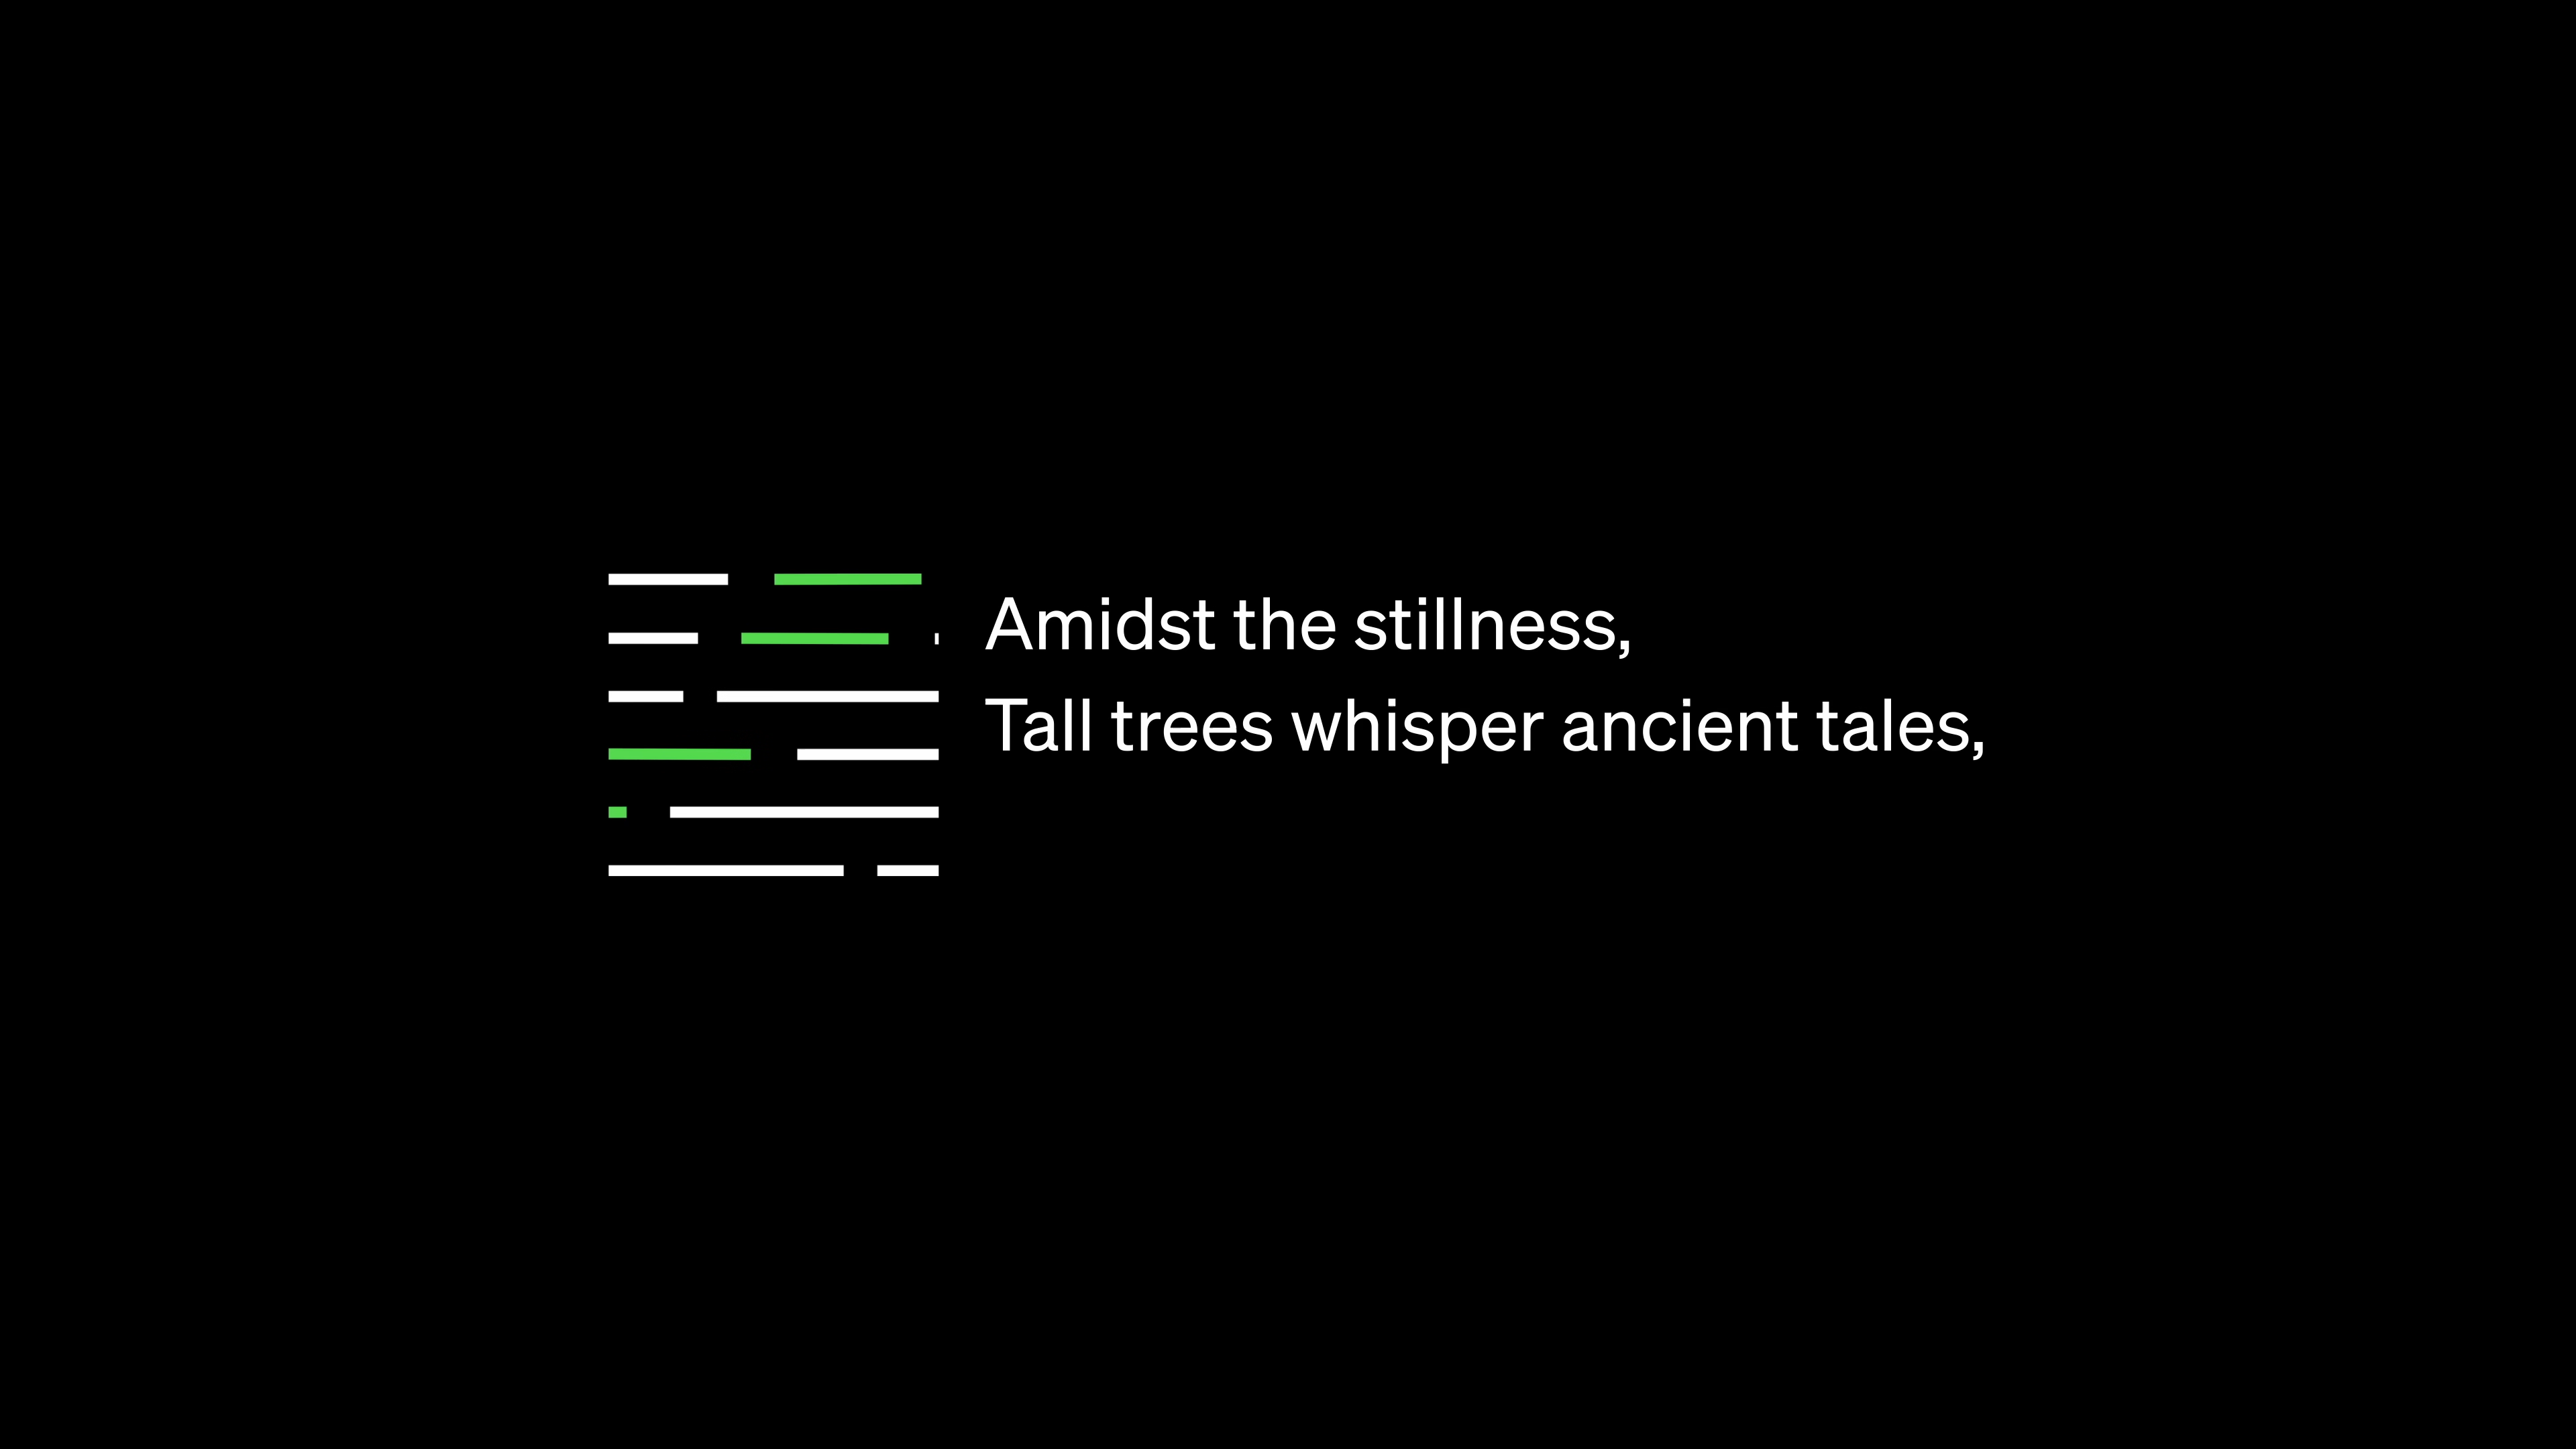 Amidst the stillness,
Tall trees whisper ancient tales,